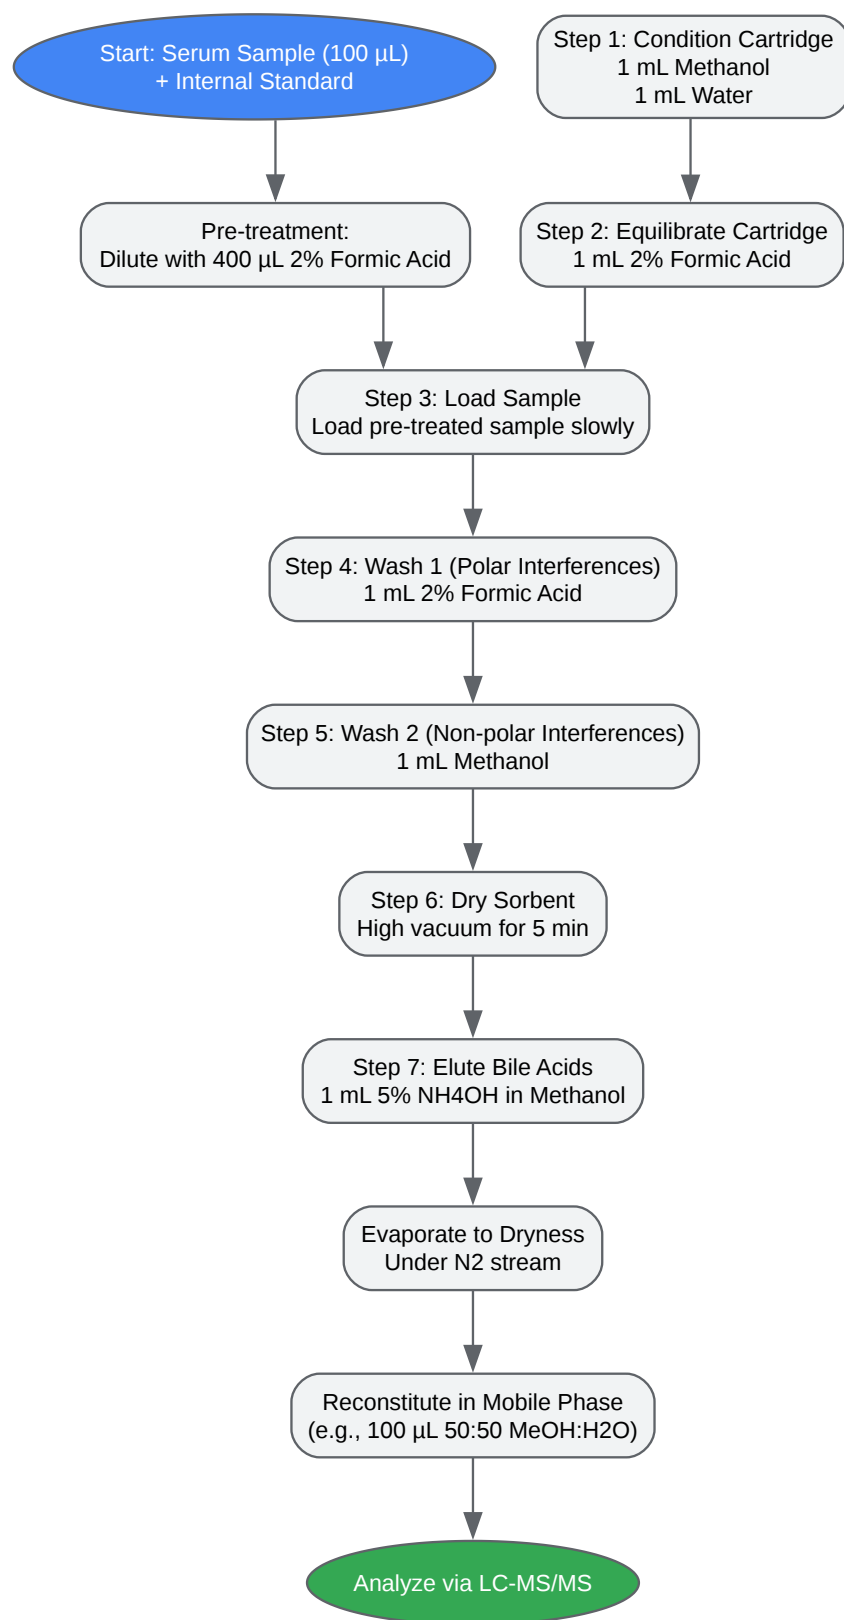 Start: Serum Sample (100 µL)
+ Internal Standard
Step 1: Condition Cartridge
1 mL Methanol
1 mL Water
Pre-treatment:
Dilute with 400 µL 2% Formic Acid
Step 2: Equilibrate Cartridge
1 mL 2% Formic Acid
Step 3: Load Sample
Load pre-treated sample slowly
Step 4: Wash 1 (Polar Interferences)
1 mL 2% Formic Acid
Step 5: Wash 2 (Non-polar Interferences)
1 mL Methanol
Step 6: Dry Sorbent
High vacuum for 5 min
Step 7: Elute Bile Acids
1 mL 5% NH4OH in Methanol
Evaporate to Dryness
Under N2 stream
Reconstitute in Mobile Phase
(e.g., 100 µL 50:50 MeOH:H2O)
Analyze via LC-MS/MS